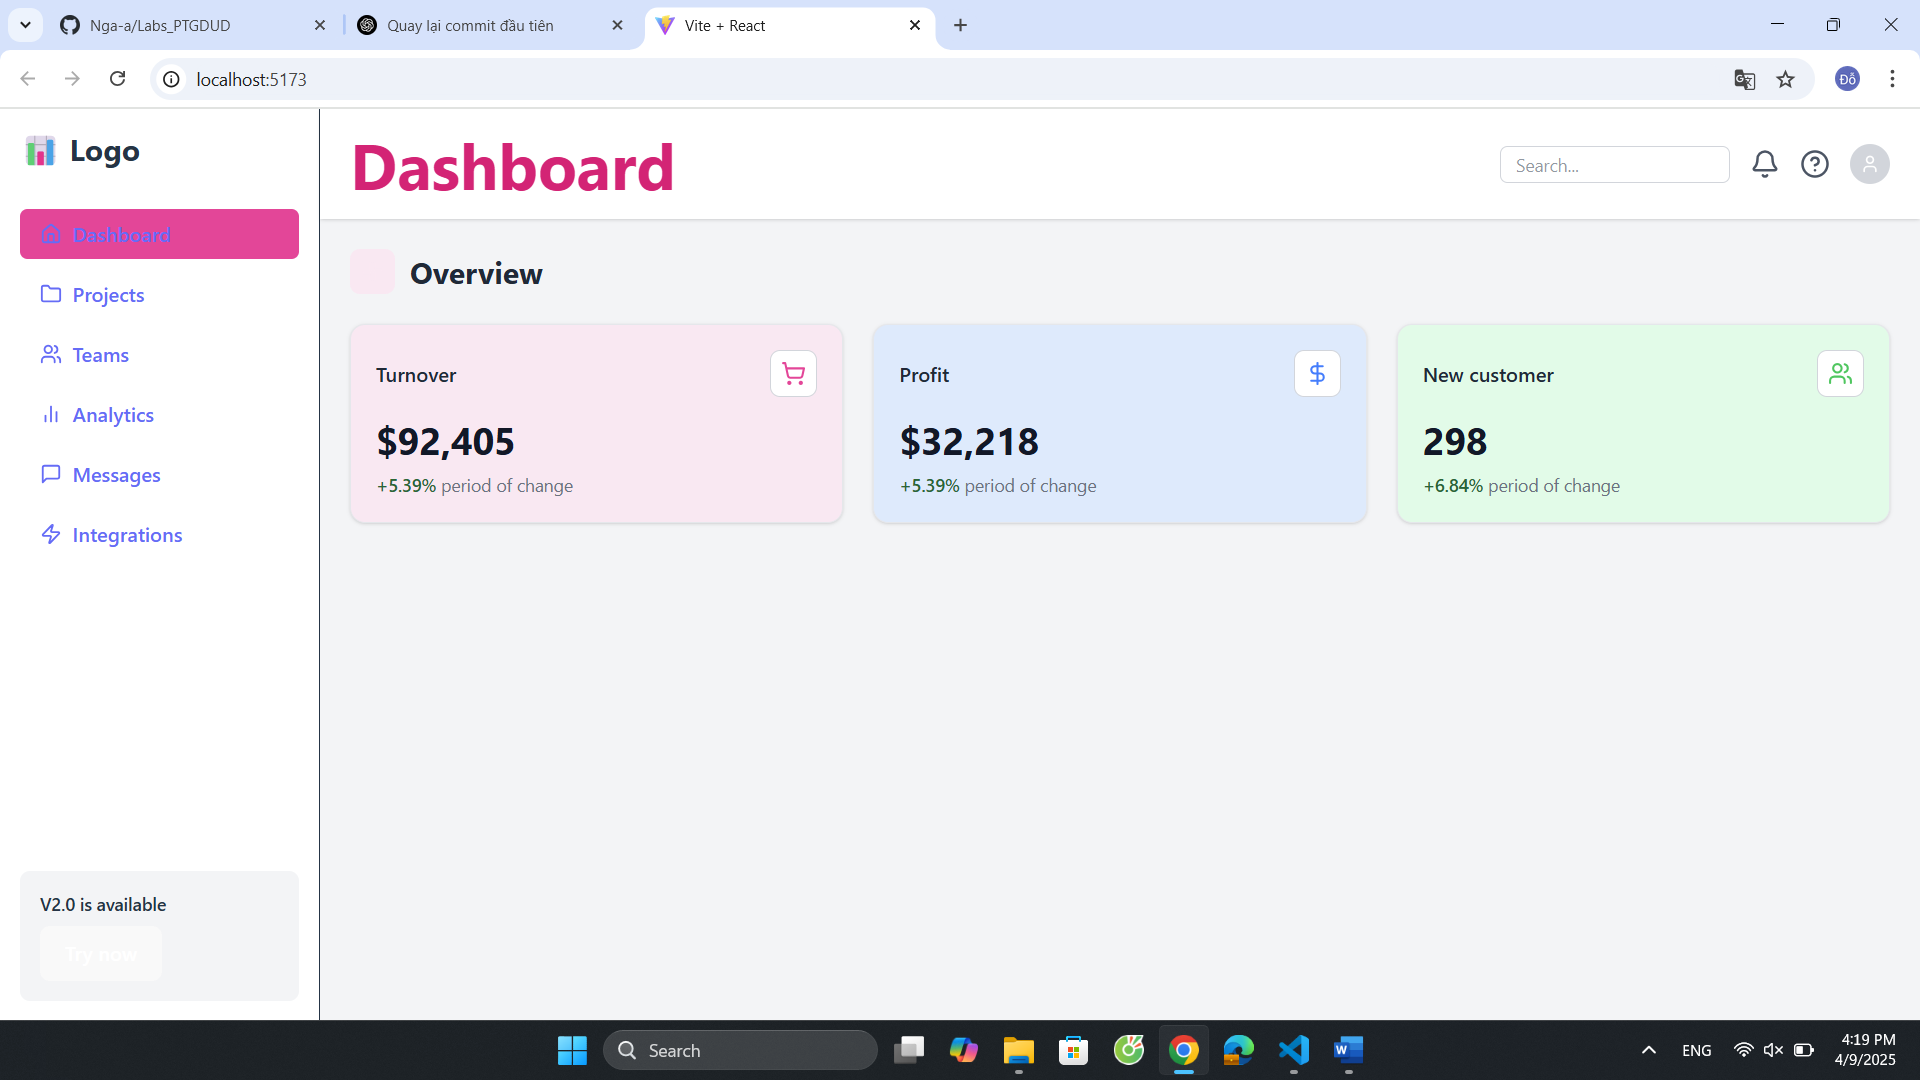 Nga-a/Labs_PTGDUD
Quay lại commit đầu tiên
Vite + React
localhost:5173
Đỗ
Logo
Dashboard
Search...
Dashboard
Projects
Teams
Analytics
Messages
Integrations
Overview
Turnover
$92,405
+5.39% period of change
Profit
$32,218
+5.39% period of change
New customer
298
+6.84% period of change
V2.0 is available
Try now
Search
ENG
4:19 PM
4/9/2025